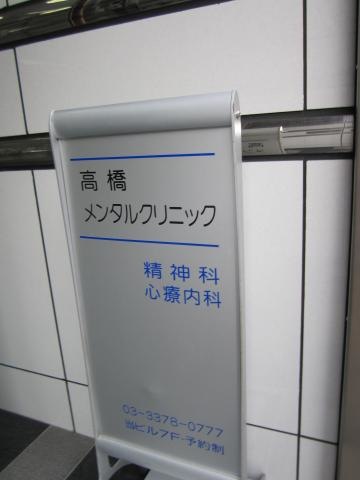 高橋
メンタルクリニック
精神科
心療内科
03-3378-0777
当ビル7F・予約制